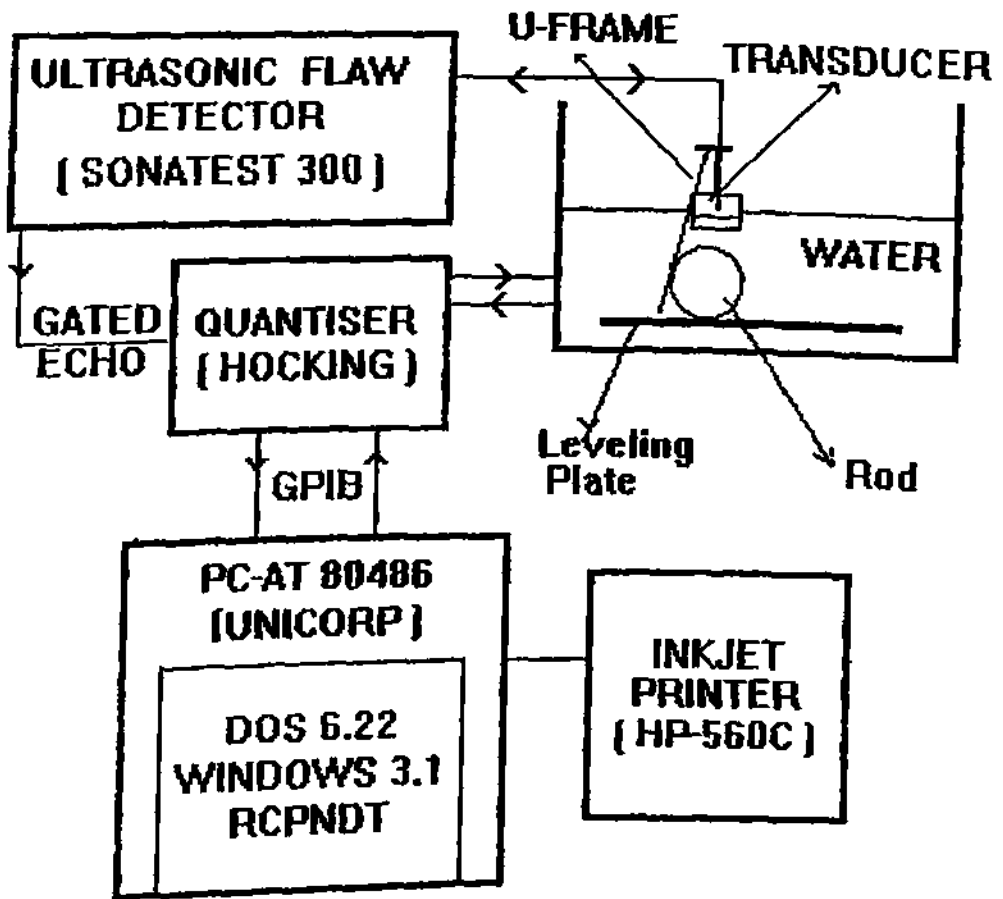 U-FRAME
TRANSDUCER
ULTRASONIC FLAW
DETECTOR
( SONATEST 300 )
WATER
GATED
ECHO
QUANTISER
( HOCKING )
Leveling
Plate
Rod
GPIB
PC-AT 80486
(UNICORP)
DOS 6.22
WINDOWS 3.1
RCPNDT
INKJET
PRINTER
( HP-560C )